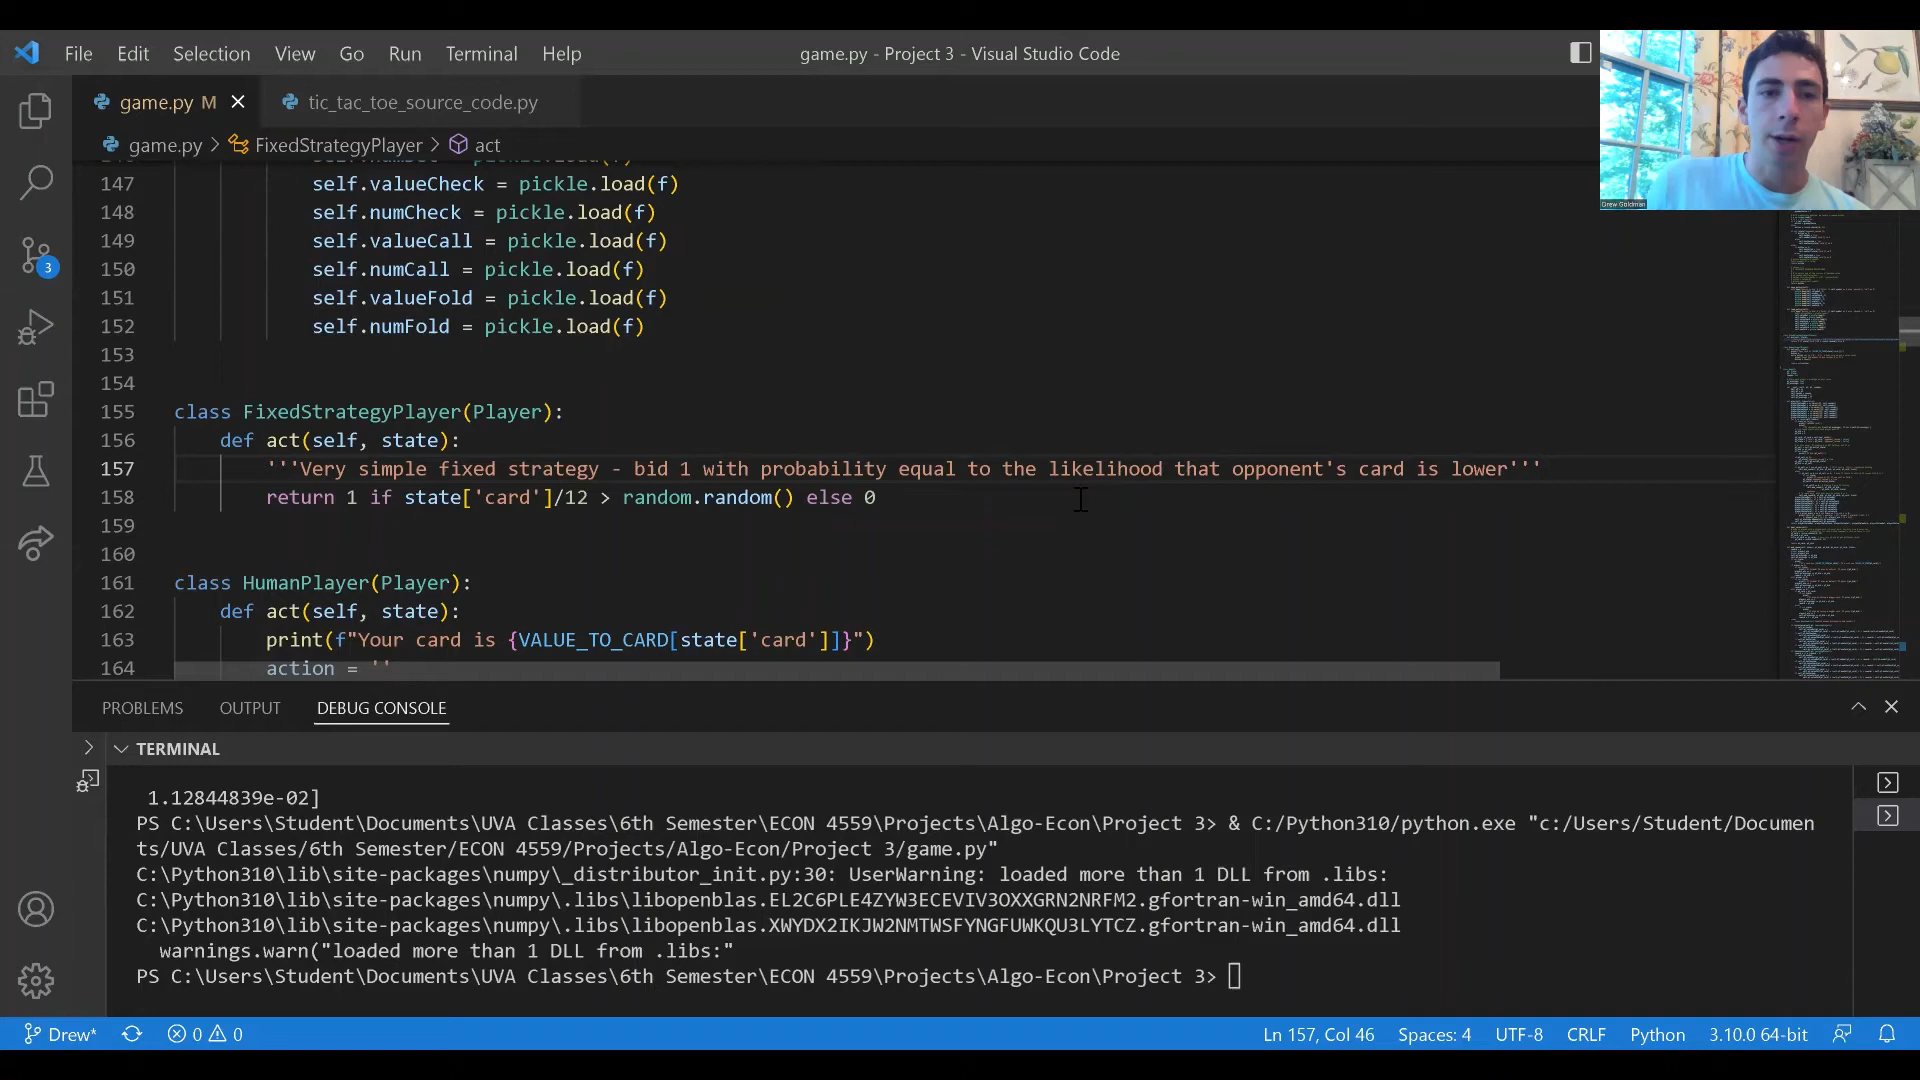 File Edit Selection View Go Run Terminal Help game.py - Project 3 - Visual Studio Code
game.py M tic_tac_toe_source_code.py
game.py > FixedStrategyPlayer > act
147 self.valueCheck = pickle.load(f)
148 self.numCheck = pickle.load(f)
149 self.valueCall = pickle.load(f)
150 self.numCall = pickle.load(f)
151 self.valueFold = pickle.load(f)
152 self.numFold = pickle.load(f)
153
154
155 class FixedStrategyPlayer(Player):
156 def act(self, state):
157 '''Very simple fixed strategy - bid 1 with probability equal to the likelihood that opponent's card is lower'''
158 return 1 if state['card']/12 > random.random() else 0
159
160
161 class HumanPlayer(Player):
162 def act(self, state):
163 print(f"Your card is {VALUE_TO_CARD[state['card']]}")
164 action = ''
Drew Goldman
3
PROBLEMS OUTPUT DEBUG CONSOLE
TERMINAL
1.12844839e-02]
PS C:\Users\Student\Documents\UVA Classes\6th Semester\ECON 4559\Projects\Algo-Econ\Project 3> & C:/Python310/python.exe "c:/Users/Student/Documen
ts/UVA Classes/6th Semester/ECON 4559/Projects/Algo-Econ/Project 3/game.py"
C:\Python310\lib\site-packages\numpy\_distributor_init.py:30: UserWarning: loaded more than 1 DLL from .libs:
C:\Python310\lib\site-packages\numpy\.libs\libopenblas.EL2C6PLE4ZYW3ECEVIV3OXXGRN2NRFM2.gfortran-win_amd64.dll
C:\Python310\lib\site-packages\numpy\.libs\libopenblas.XWYDX2IKJW2NMTWSFYNGFUWKQU3LYTCZ.gfortran-win_amd64.dll
warnings.warn("loaded more than 1 DLL from .libs:"
PS C:\Users\Student\Documents\UVA Classes\6th Semester\ECON 4559\Projects\Algo-Econ\Project 3>
Drew* 0 0 Ln 157, Col 46 Spaces: 4 UTF-8 CRLF Python 3.10.0 64-bit